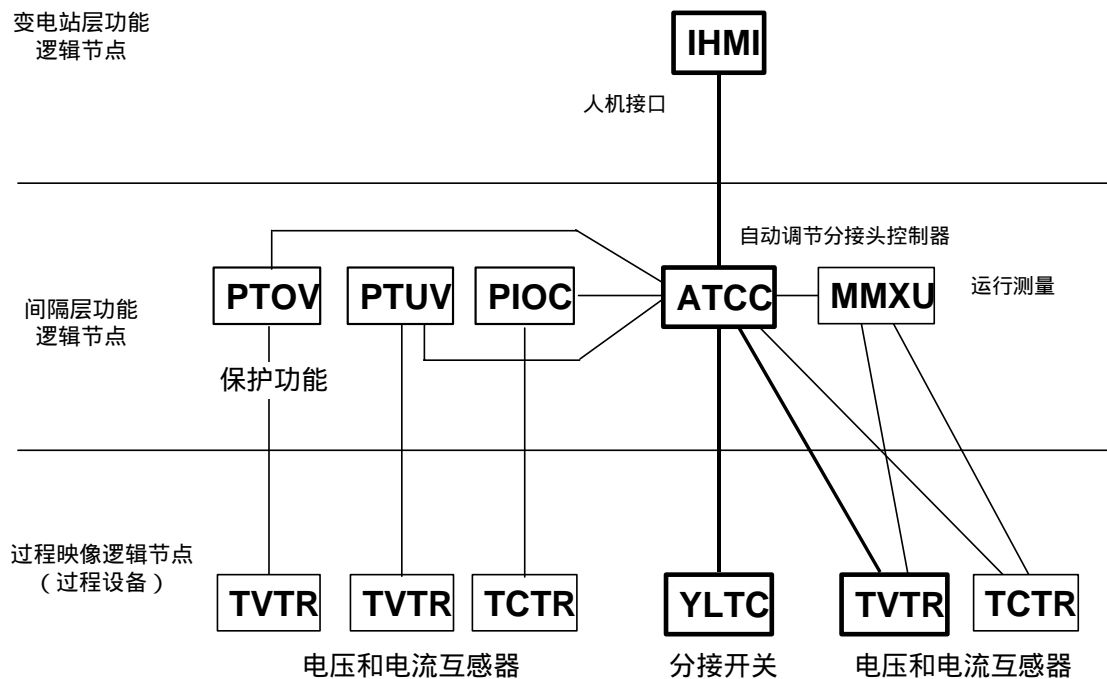 变电站层功能
逻辑节点
IHMI
人机接口
自动调节分接头控制器
间隔层功能
逻辑节点
PTOV
PTUV
PIOC
ATCC
MMXU
运行测量
保护功能
过程映像逻辑节点
（过程设备）
TVTR
TVTR
TCTR
YLTC
TVTR
TCTR
电压和电流互感器
分接开关
电压和电流互感器